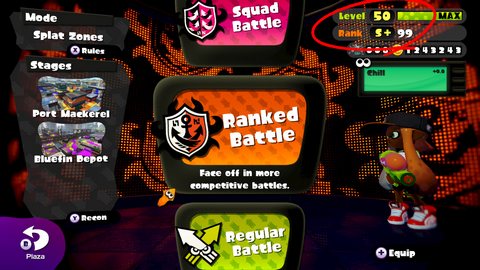 Mode
Splat Zones
X Rules
Stages
Port Mackerel
Bluefin Depot
Y Recon
B
Plaza
Squad
Battle
Ranked
Battle
Face off in more
competitive battles.
Regular
Battle
Level 50 MAX
Rank S+ 99
Chill
+ Equip